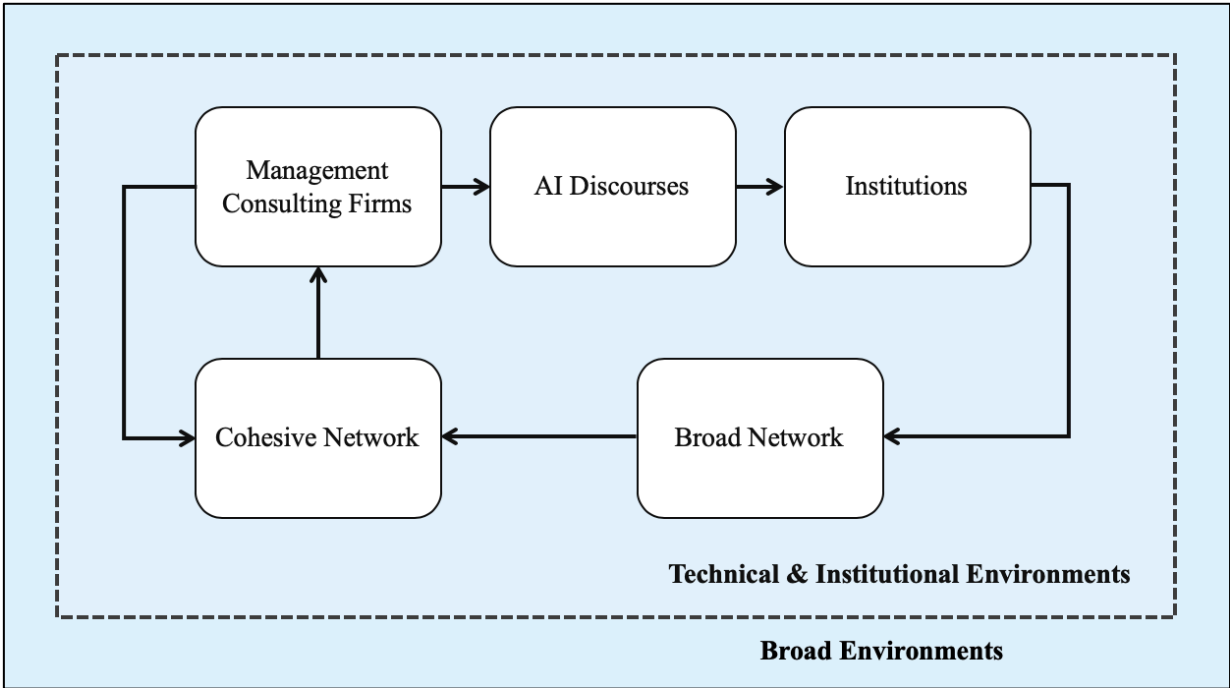 Management
Consulting Firms
AI Discourses
Institutions
Cohesive Network
Broad Network
Technical & Institutional Environments
Broad Environments